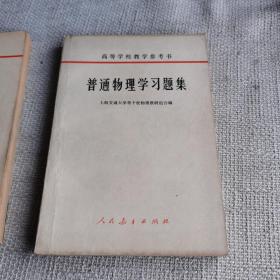 高等学校教学参考书
普通物理学习题集
上海交通大学等十校物理教研组合编
人民教育出版社